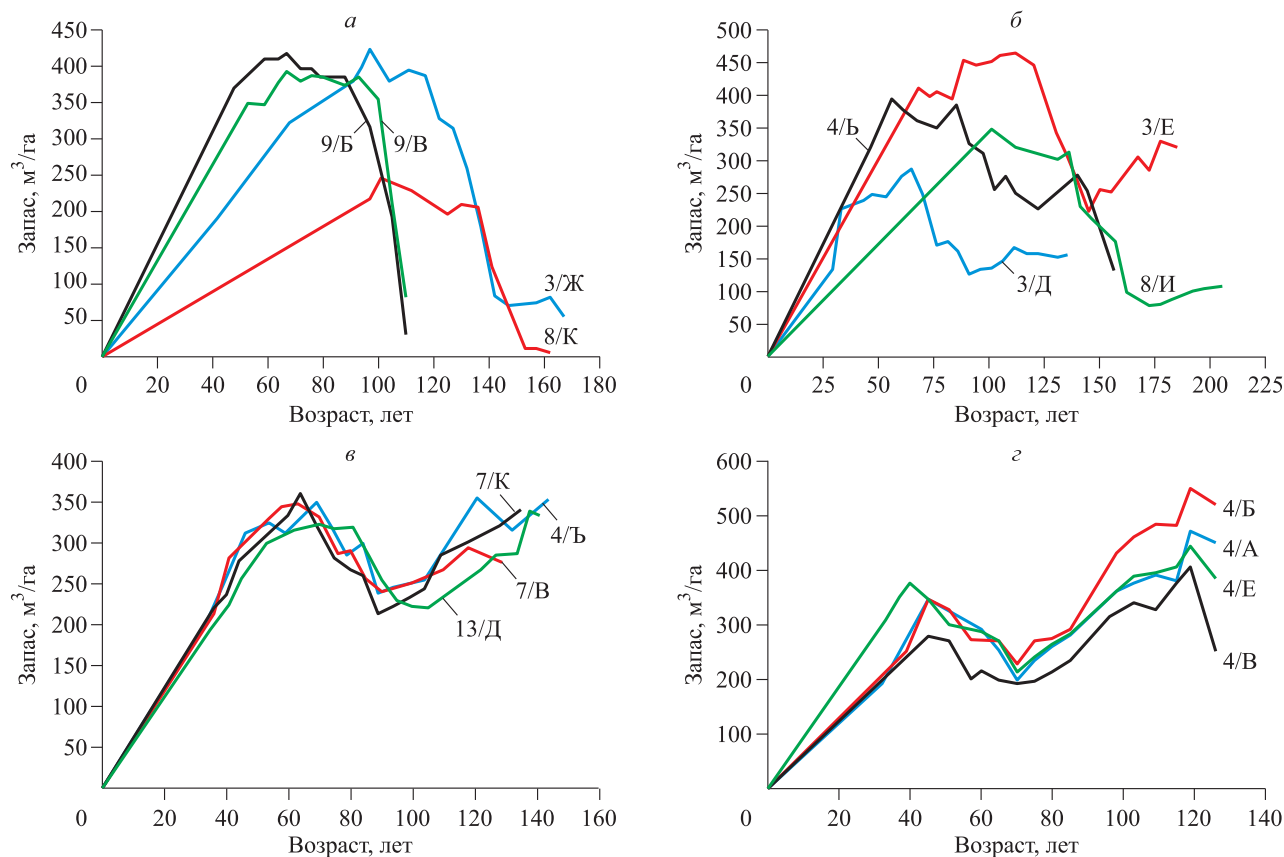 а
Запас, м³/га
450
400
350
300
250
200
150
100
50
0
9/Б
9/В
3/Ж
8/К
20
40
60
80
100
120
140
160
180
Возраст, лет
б
Запас, м³/га
500
450
400
350
300
250
200
150
100
50
0
4/Ь
3/Е
3/Д
8/И
25
50
75
100
125
150
175
200
225
Возраст, лет
в
Запас, м³/га
400
350
300
250
200
150
100
50
0
7/К
4/Ъ
7/В
13/Д
20
40
60
80
100
120
140
160
Возраст, лет
г
Запас, м³/га
600
500
400
300
200
100
0
4/Б
4/А
4/Е
4/В
20
40
60
80
100
120
140
Возраст, лет